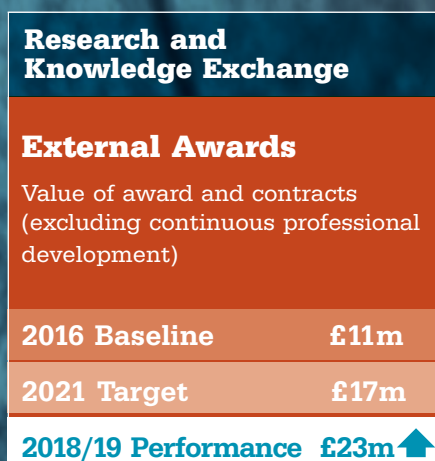 Research and
Knowledge Exchange
External Awards
Value of award and contracts
(excluding continuous professional
development)
2016 Baseline £11m
2021 Target £17m
2018/19 Performance £23m